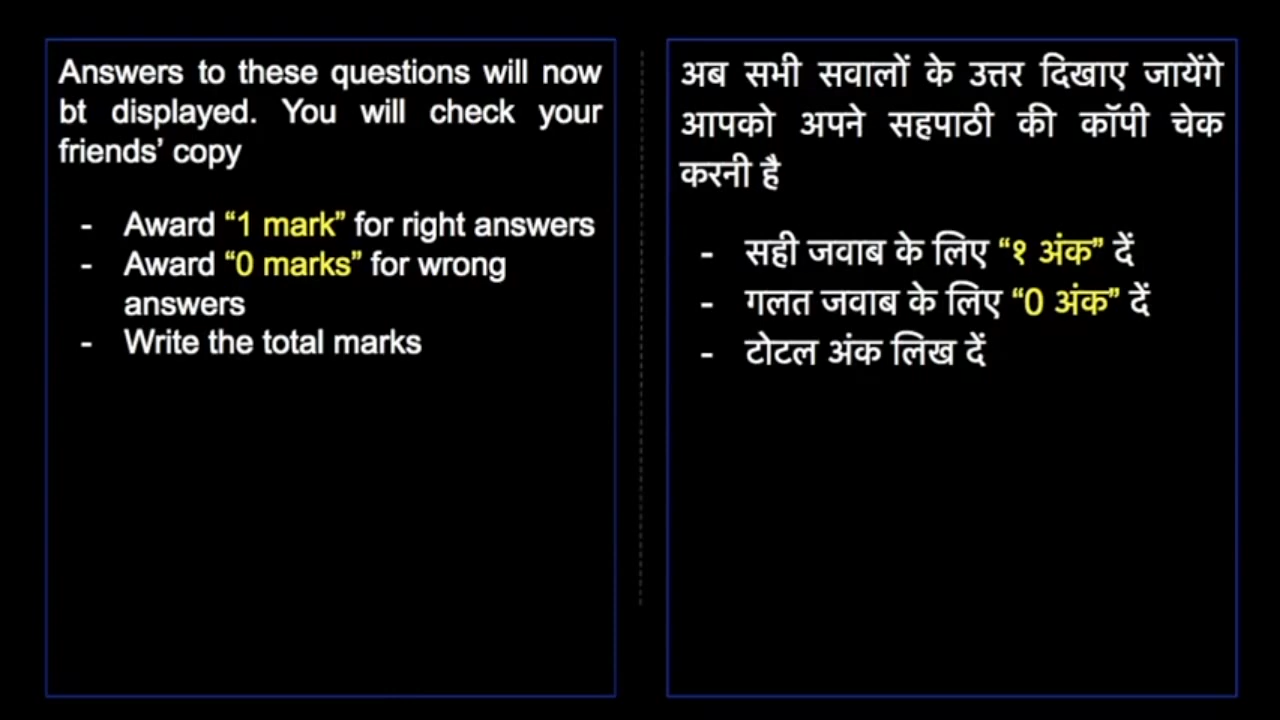 Answers to these questions will now
bt displayed. You will check your
friends’ copy
- Award “1 mark” for right answers
- Award “0 marks” for wrong
answers
- Write the total marks
अब सभी सवालों के उत्तर दिखाए जायेंगे
आपको अपने सहपाठी की कॉपी चेक
करनी है
- सही जवाब के लिए “१ अंक” दें
- गलत जवाब के लिए “0 अंक” दें
- टोटल अंक लिख दें